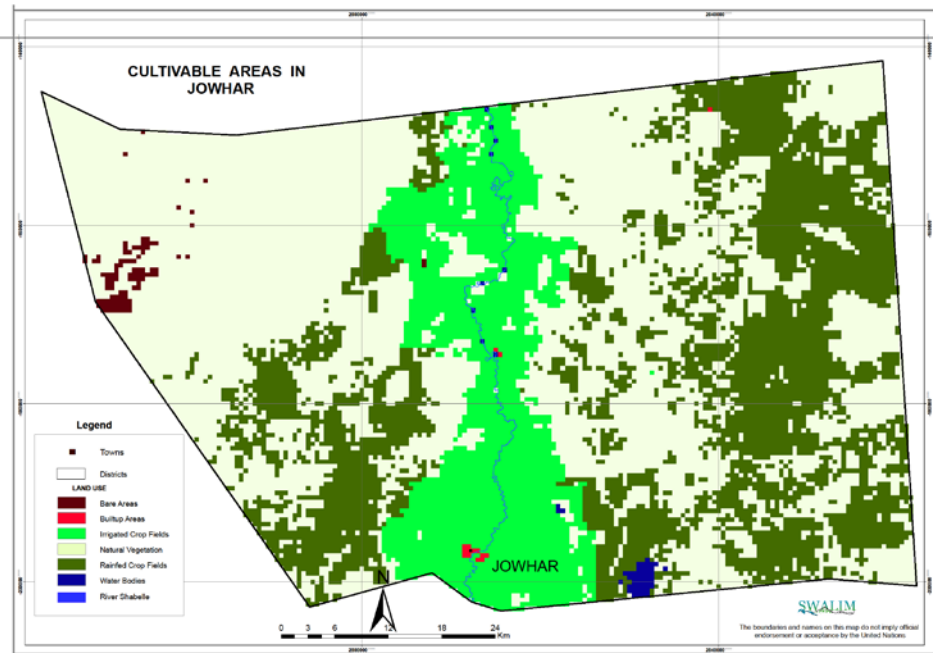 CULTIVABLE AREAS IN
JOWHAR
Legend
Towns
Districts
LAND USE
Bare Areas
Builtup Areas
Irrigated Crop Fields
Natural Vegetation
Rainfed Crop Fields
Water Bodies
River Shabelle
N
0 3 6 12 18 24
Km
JOWHAR
SWALIM
The boundaries and names on this map do not imply official
endorsement or acceptance by the United Nations